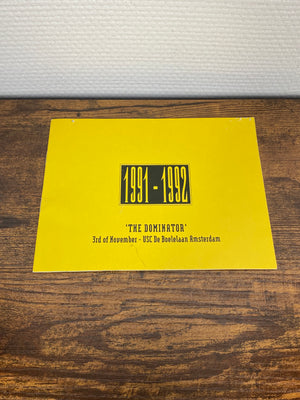 1991-1992
'THE DOMINATOR'
3rd of November - USC De Boelelaan Amsterdam